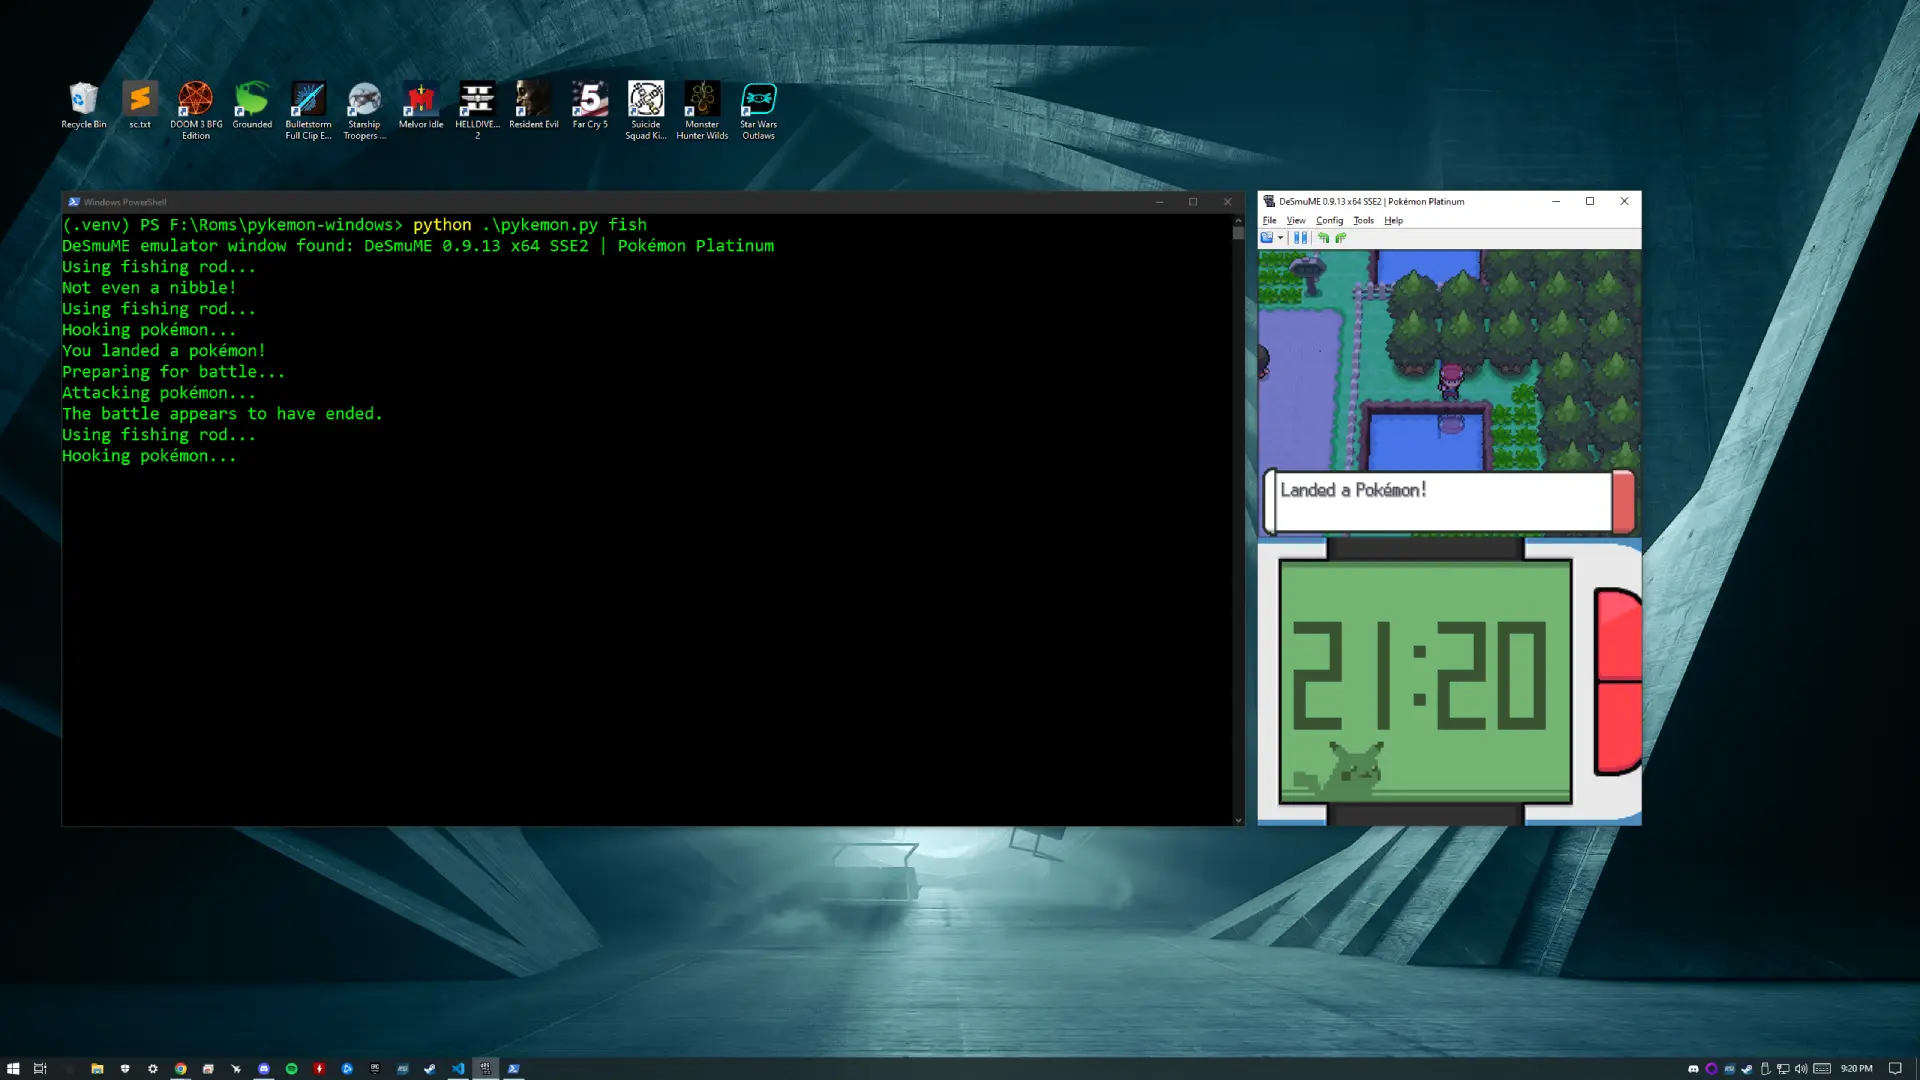 Recycle Bin
sc.txt
DOOM 3 BFG Edition
Grounded
Bulletstorm Full Clip E...
Starship Troopers ...
Melvor Idle
HELLDIVE... 2
Resident Evil
Far Cry 5
Suicide Squad Ki...
Monster Hunter Wilds
Star Wars Outlaws
Windows PowerShell
(.venv) PS F:\Roms\pykemon-windows> python .\pykemon.py fish
DeSmuME emulator window found: DeSmuME 0.9.13 x64 SSE2 | Pokémon Platinum
Using fishing rod...
Not even a nibble!
Using fishing rod...
Hooking pokémon...
You landed a pokémon!
Preparing for battle...
Attacking pokémon...
The battle appears to have ended.
Using fishing rod...
Hooking pokémon...
DeSmuME 0.9.13 x64 SSE2 | Pokémon Platinum
File View Config Tools Help
Landed a Pokémon!
21:20
9:20 PM